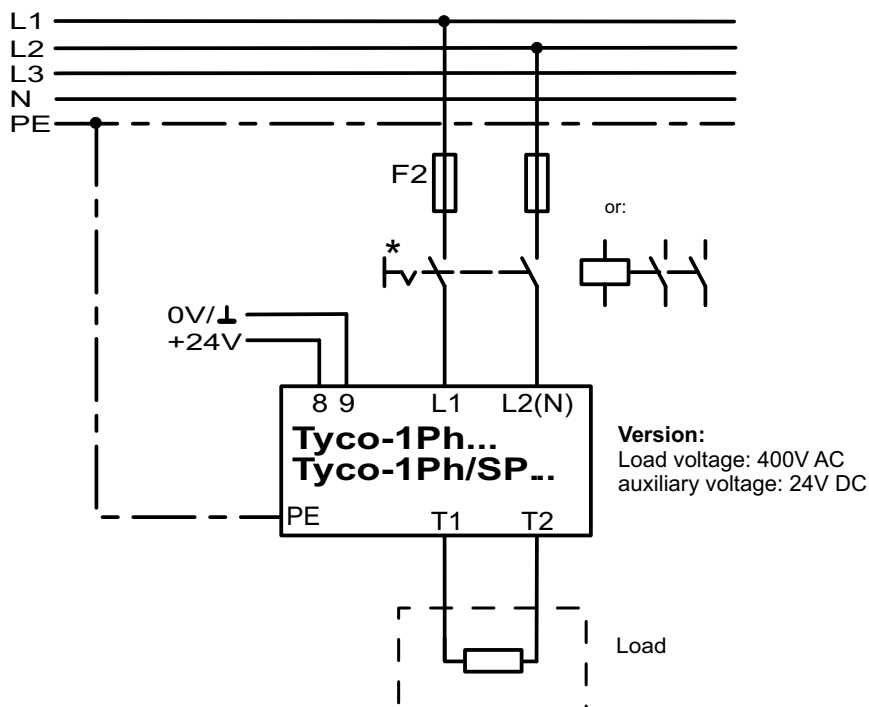 L1
L2
L3
N
PE
F2
or:
*
0V/⊥
+24V
8 9 L1 L2(N)
Tyco-1Ph...
Tyco-1Ph/SP...
Version:
Load voltage: 400V AC
auxiliary voltage: 24V DC
PE T1 T2
Load